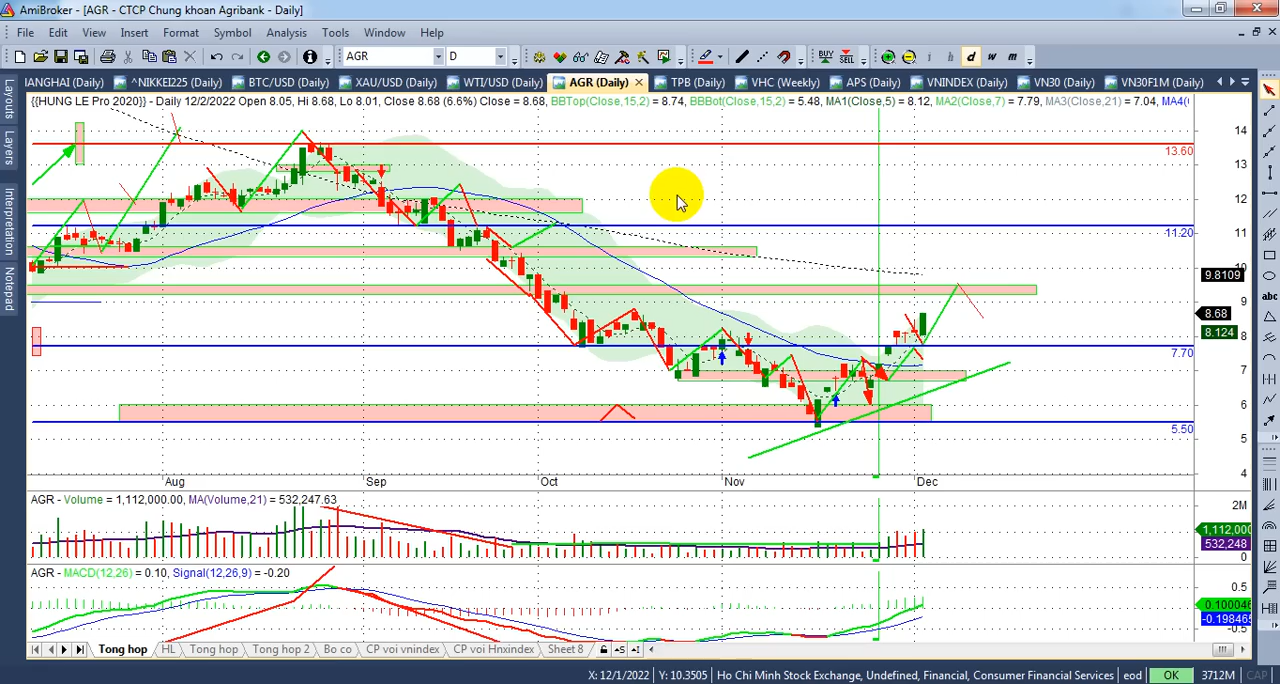 AmiBroker - [AGR - CTCP Chung khoan Agribank - Daily]
File Edit View Insert Format Symbol Analysis Tools Window Help
AGR D BUY SELL i h d w m
IANGHAI (Daily) ^NIKKEI225 (Daily) BTC/USD (Daily) XAU/USD (Daily) WTI/USD (Daily) AGR (Daily) TPB (Daily) VHC (Weekly) APS (Daily) VNINDEX (Daily) VN30 (Daily) VN30F1M (Daily)
Layouts
Layers
Interpretation
Notepad
{{HUNG LE Pro 2020}} - Daily 12/2/2022 Open 8.05, Hi 8.68, Lo 8.01, Close 8.68 (6.6%) Close = 8.68, BBTop(Close,15,2) = 8.74, BBBot(Close,15,2) = 5.48, MA1(Close,5) = 8.12, MA2(Close,7) = 7.79, MA3(Close,21) = 7.04, MA4(
14
13.60
13
12
11.20
11
10
9.8109
9
8.68
8.124
8
7.70
7
6
5.50
5
4
Aug Sep Oct Nov Dec
AGR - Volume = 1,112,000.00, MA(Volume,21) = 532,247.63
2M
1,112,000
532,248
0
AGR - MACD(12,26) = 0.10, Signal(12,26,9) = -0.20
0.5
0.100046
-0.198465
-0.5
Tong hop HL Tong hop Tong hop 2 Bo co CP voi vnindex CP voi Hnxindex Sheet 8
X: 12/1/2022 Y: 10.3505 Ho Chi Minh Stock Exchange, Undefined, Financial, Consumer Financial Services eod OK 3712M CAP
abc